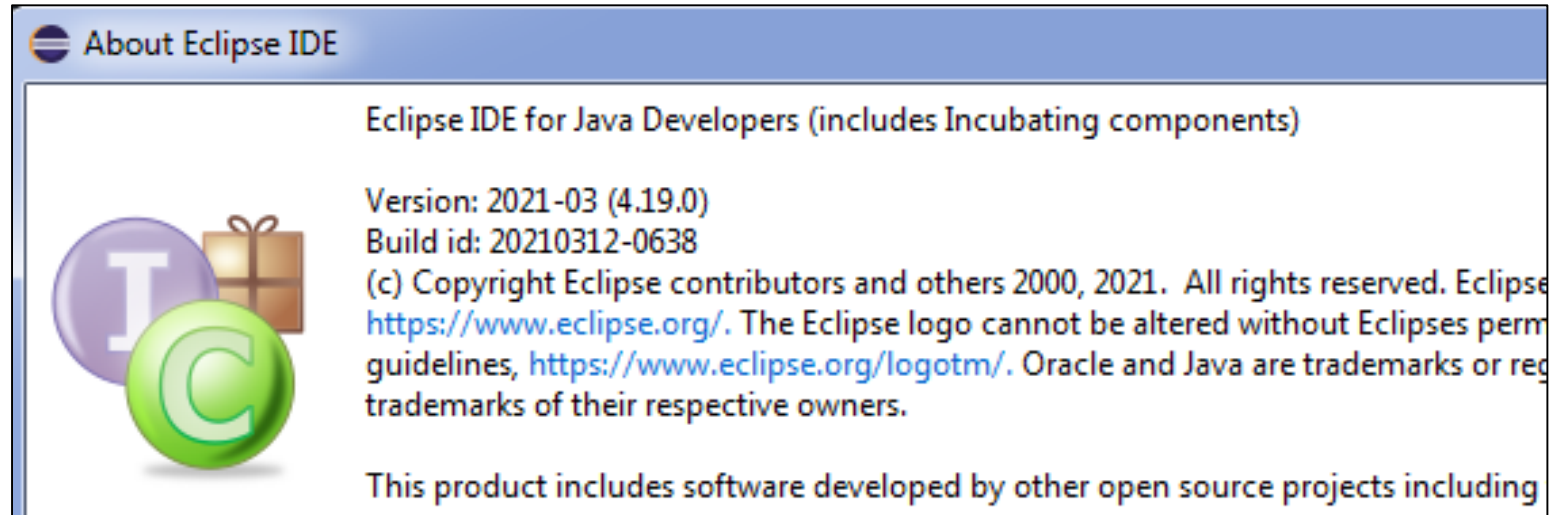 About Eclipse IDE
Eclipse IDE for Java Developers (includes Incubating components)
Version: 2021-03 (4.19.0)
Build id: 20210312-0638
(c) Copyright Eclipse contributors and others 2000, 2021.  All rights reserved. Eclipse
https://www.eclipse.org/. The Eclipse logo cannot be altered without Eclipses perm
guidelines, https://www.eclipse.org/logotm/. Oracle and Java are trademarks or reg
trademarks of their respective owners.
I
C
This product includes software developed by other open source projects including